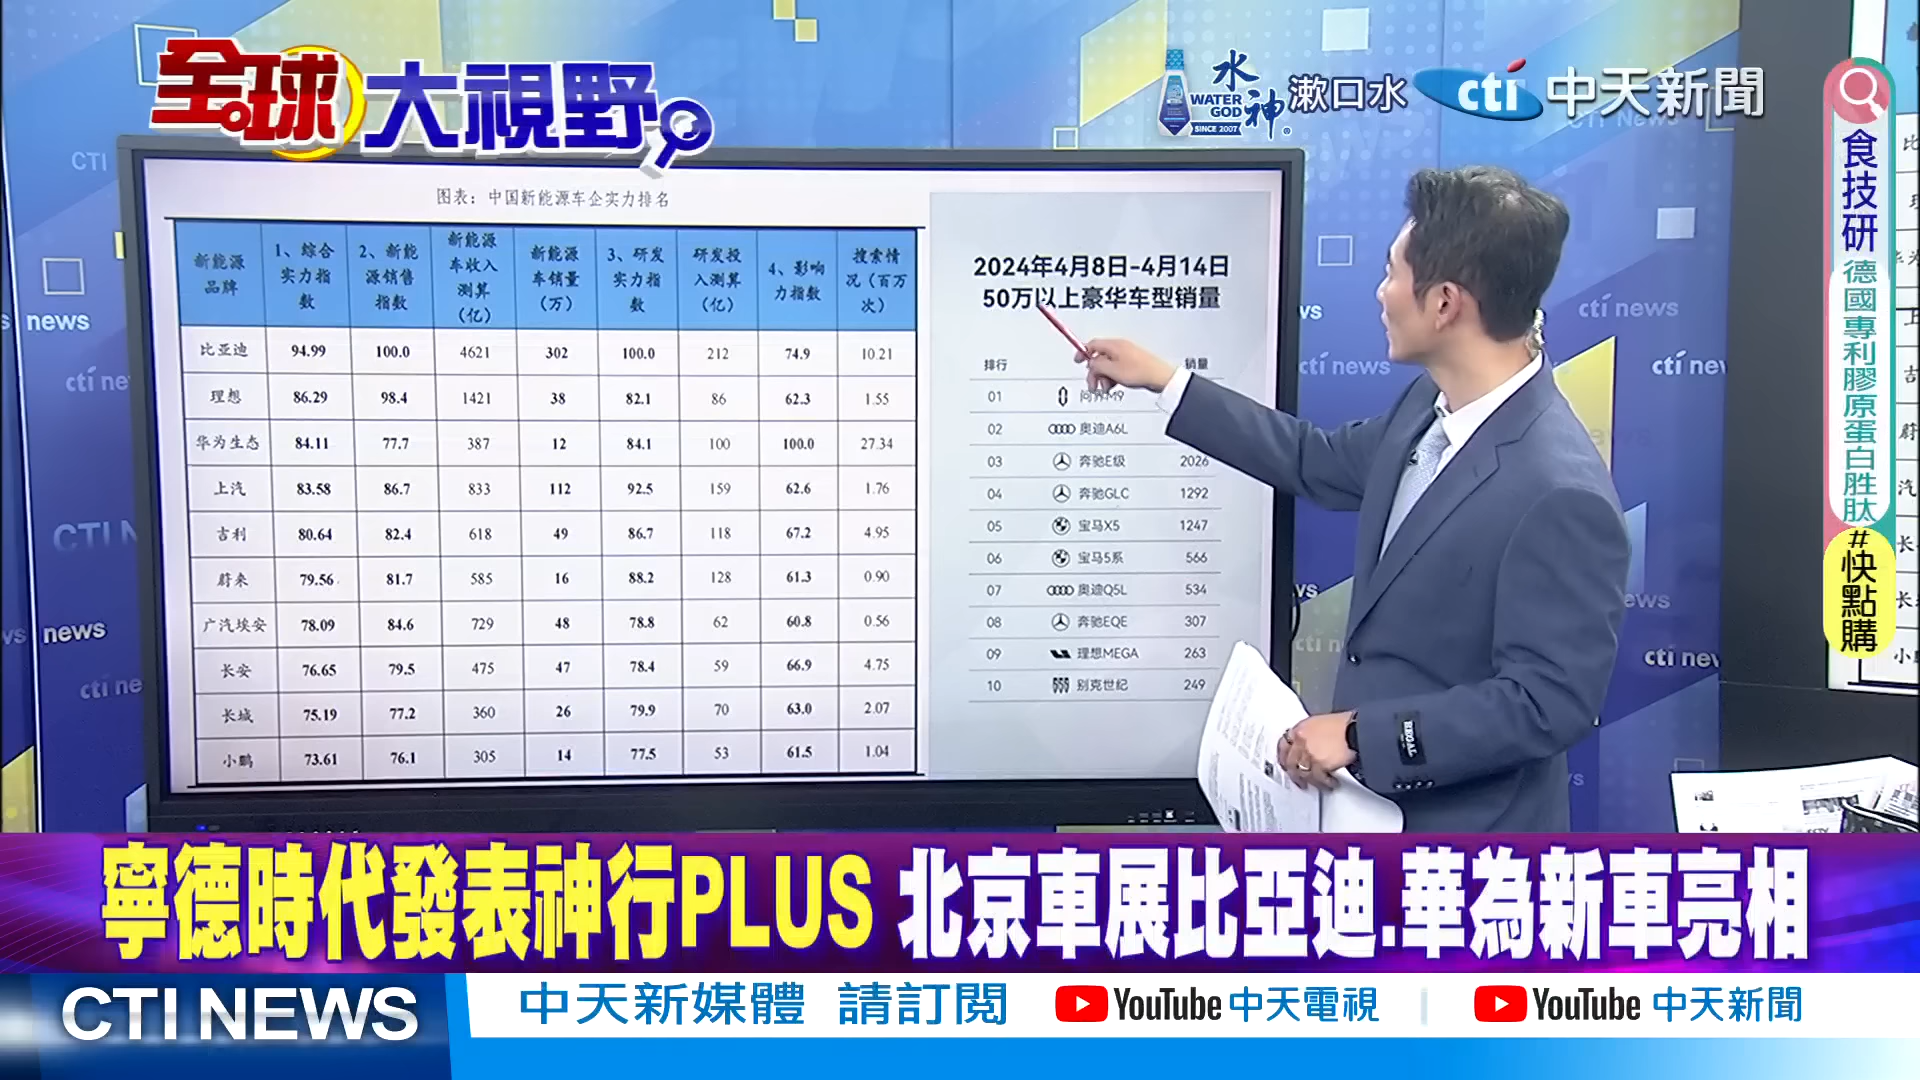 全球大視野
水神
WATER GOD
SINCE 2007
漱口水
cti 中天新聞
食技研
德國專利膠原蛋白胜肽
#快點購
图表：中国新能源车企实力排名
新能源品牌 1、综合实力指数 2、新能源销售指数 新能源车收入测算（亿） 新能源车销量（万） 3、研发实力指数 研发投入测算（亿） 4、影响力指数 搜索情况（百万次）
比亚迪 94.99 100.0 4621 302 100.0 212 74.9 10.21
理想 86.29 98.4 1421 38 82.1 86 62.3 1.55
华为生态 84.11 77.7 387 12 84.1 100 100.0 27.34
上汽 83.58 86.7 833 112 92.5 159 62.6 1.76
吉利 80.64 82.4 618 49 86.7 118 67.2 4.95
蔚来 79.56 81.7 585 16 88.2 128 61.3 0.90
广汽埃安 78.09 84.6 729 48 78.8 62 60.8 0.56
长安 76.65 79.5 475 47 78.4 59 66.9 4.75
长城 75.19 77.2 360 26 79.9 70 63.0 2.07
小鹏 73.61 76.1 305 14 77.5 53 61.5 1.04
2024年4月8日-4月14日
50万以上豪华车型销量
排行 销量
01 问界M9
02 奥迪A6L
03 奔驰E级 2026
04 奔驰GLC 1292
05 宝马X5 1247
06 宝马5系 566
07 奥迪Q5L 534
08 奔驰EQE 307
09 理想MEGA 263
10 别克世纪 249
REGAL
寧德時代發表神行PLUS 北京車展比亞迪.華為新車亮相
CTI NEWS
中天新媒體 請訂閱 YouTube 中天電視 | YouTube 中天新聞